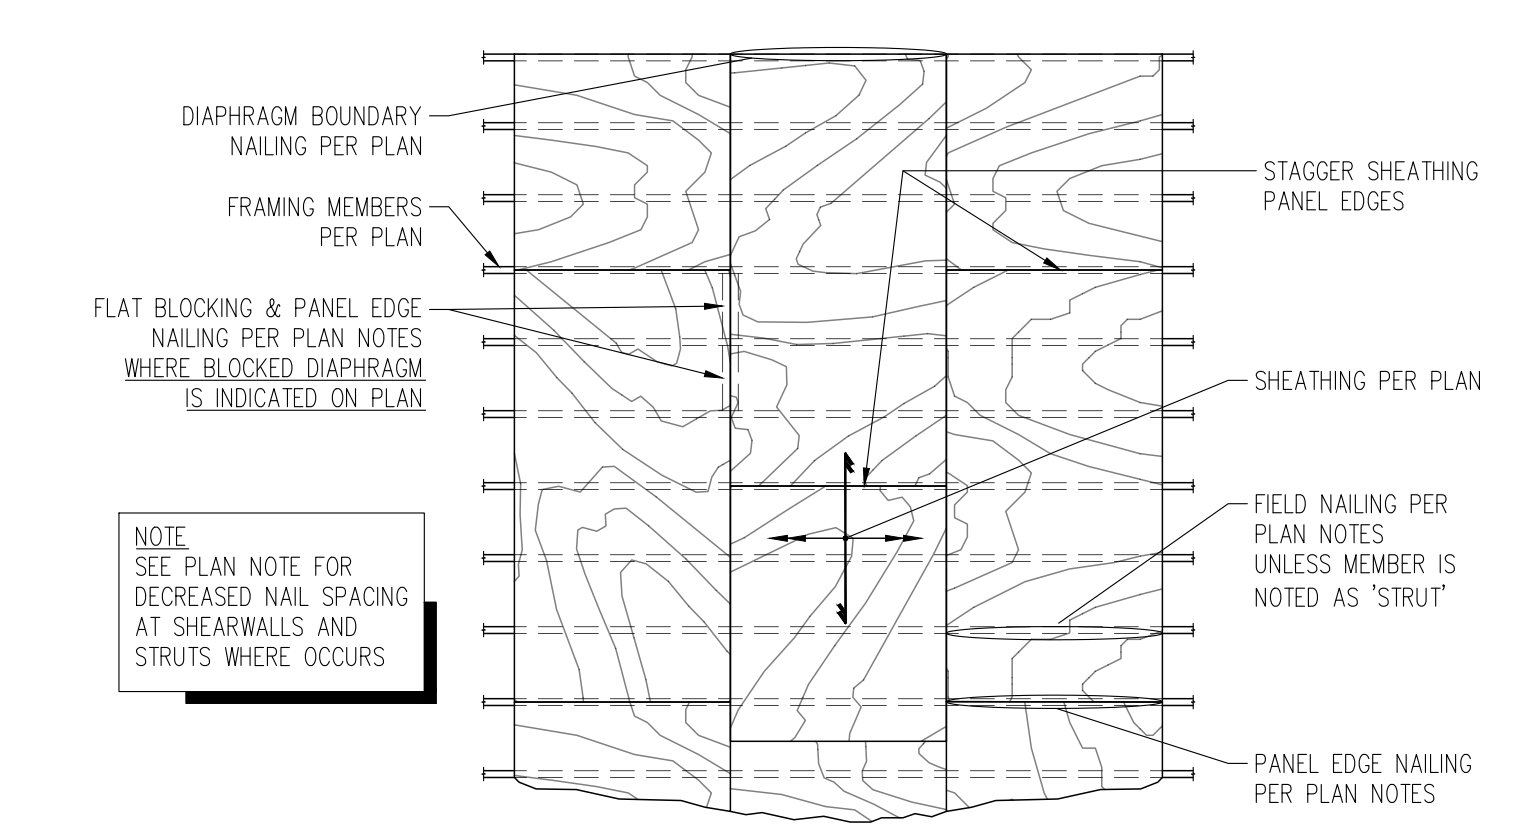 DIAPHRAGM BOUNDARY
NAILING PER PLAN
FRAMING MEMBERS
PER PLAN
FLAT BLOCKING & PANEL EDGE
NAILING PER PLAN NOTES
WHERE BLOCKED DIAPHRAGM
IS INDICATED ON PLAN
NOTE
SEE PLAN NOTE FOR
DECREASED NAIL SPACING
AT SHEARWALLS AND
STRUTS WHERE OCCURS
STAGGER SHEATHING
PANEL EDGES
SHEATHING PER PLAN
FIELD NAILING PER
PLAN NOTES
UNLESS MEMBER IS
NOTED AS 'STRUT'
PANEL EDGE NAILING
PER PLAN NOTES